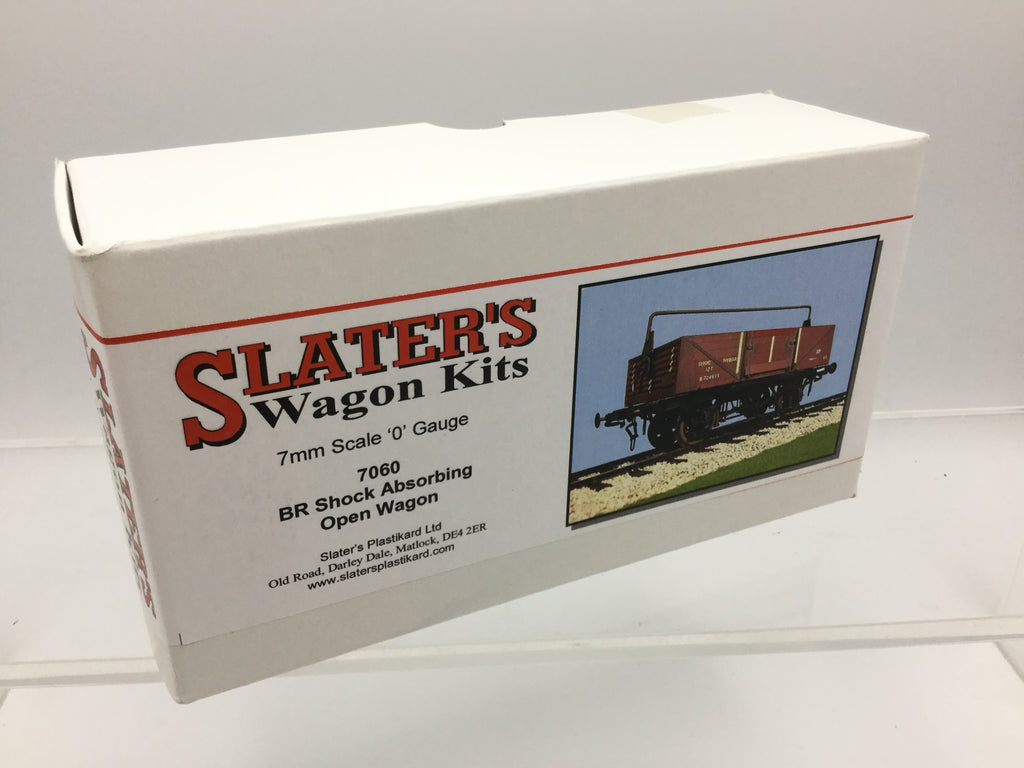 SLATER'S
Wagon Kits
7mm Scale '0' Gauge
7060
BR Shock Absorbing
Open Wagon
Slater's Plastikard Ltd
Old Road, Darley Dale, Matlock, DE4 2ER
www.slatersplastikard.com
SLATER'S